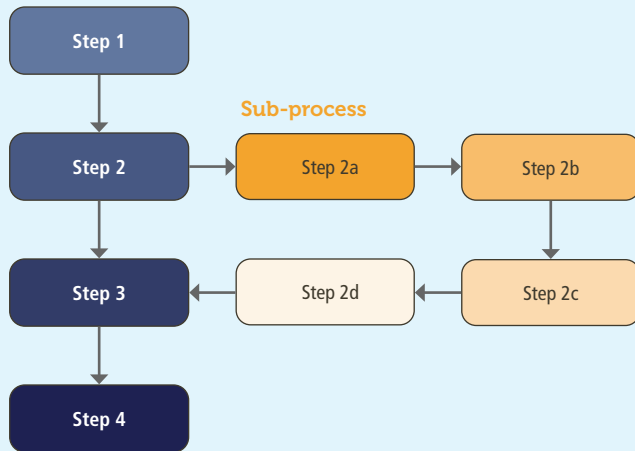 Step 1
Sub-process
Step 2
Step 2a
Step 2b
Step 3
Step 2d
Step 2c
Step 4